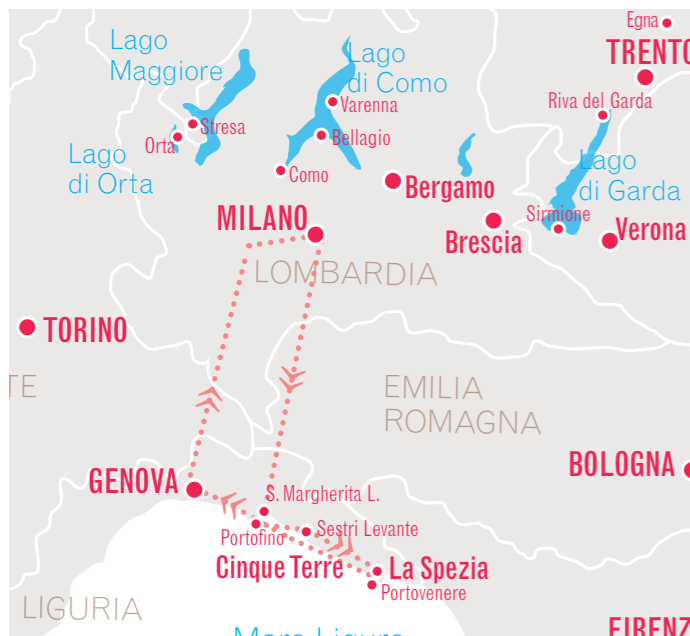 Egna
Lago
Maggiore
Lago
di Como
TRENTO
Varenna
Riva del Garda
Stresa
Orta
Bellagio
Lago
di Orta
Como
Lago
di Garda
Bergamo
Sirmione
MILANO
Brescia
Verona
LOMBARDIA
TORINO
TE
EMILIA
ROMAGNA
BOLOGNA
GENOVA
S. Margherita L.
Portofino
Sestri Levante
Cinque Terre
La Spezia
Portovenere
LIGURIA
Mare Ligure
FIRENZ